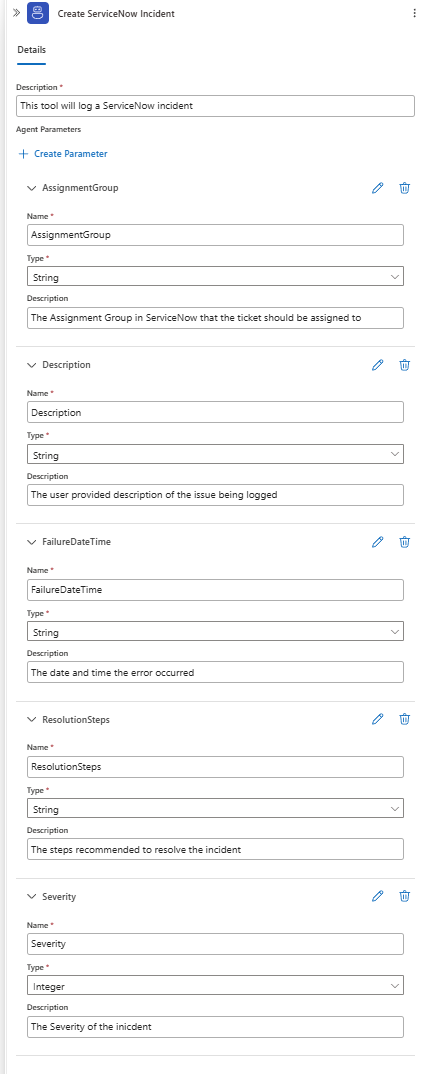 Create ServiceNow Incident
Details
Description *
This tool will log a ServiceNow incident
Agent Parameters
+ Create Parameter
AssignmentGroup
Name *
AssignmentGroup
Type *
String
Description
The Assignment Group in ServiceNow that the ticket should be assigned to
Description
Name *
Description
Type *
String
Description
The user provided description of the issue being logged
FailureDateTime
Name *
FailureDateTime
Type *
String
Description
The date and time the error occurred
ResolutionSteps
Name *
ResolutionSteps
Type *
String
Description
The steps recommended to resolve the incident
Severity
Name *
Severity
Type *
Integer
Description
The Severity of the inicdent